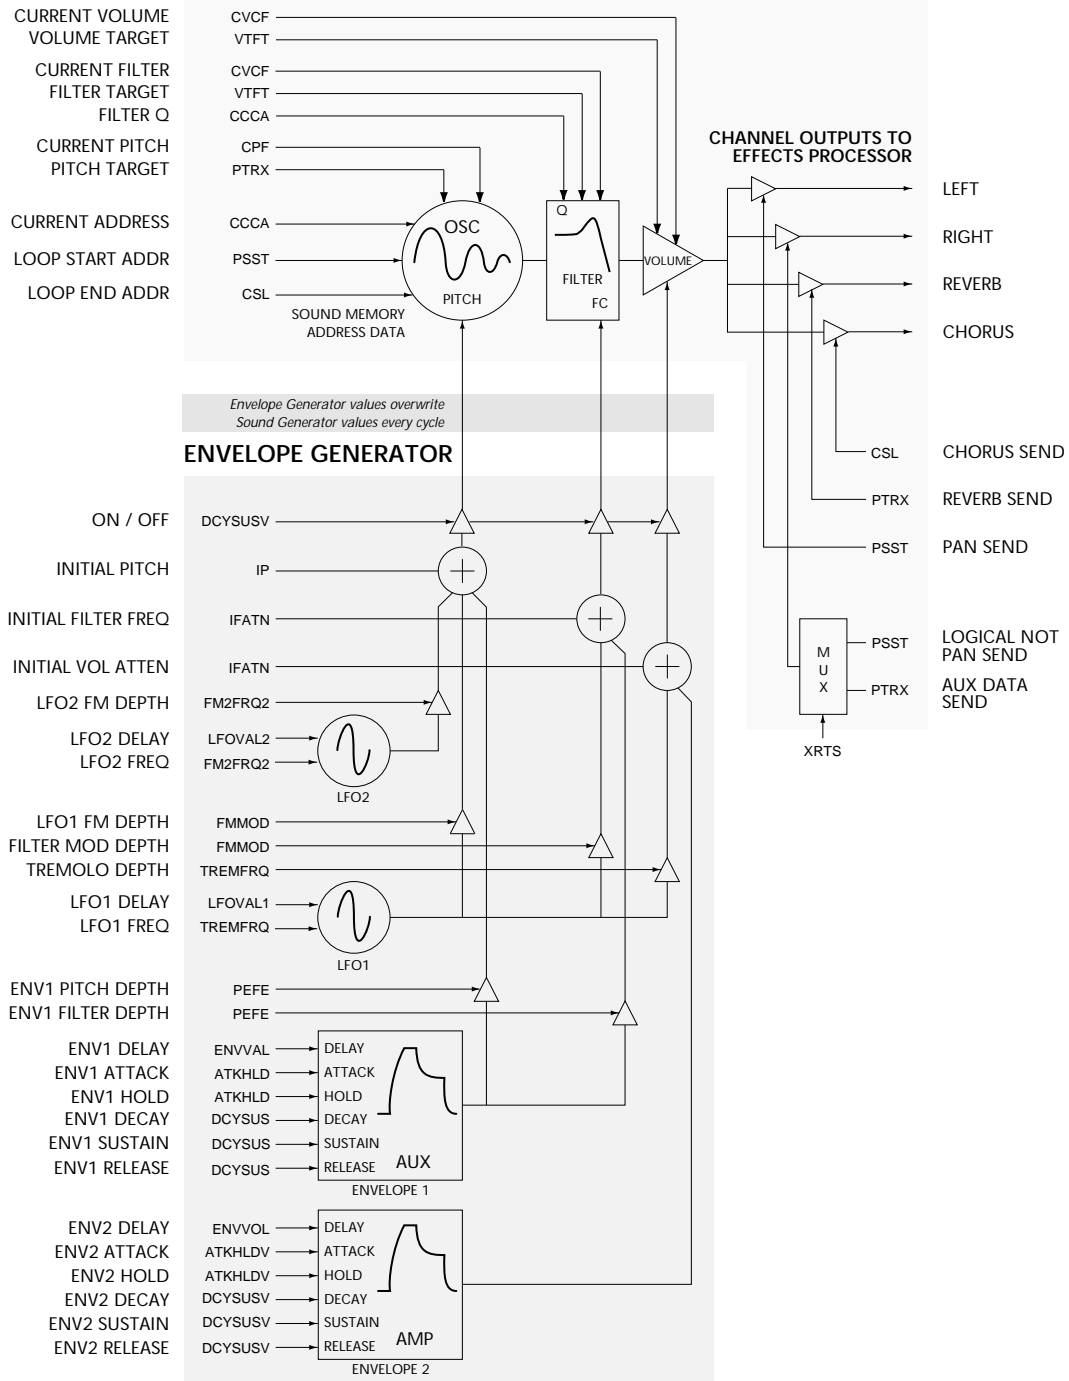 CURRENT VOLUME CVCF
VOLUME TARGET VTFT
CURRENT FILTER CVCF
FILTER TARGET VTFT
FILTER Q CCCA
CURRENT PITCH CPF
PITCH TARGET PTRX
CURRENT ADDRESS CCCA
LOOP START ADDR PSST
LOOP END ADDR CSL
SOUND MEMORY
ADDRESS DATA
OSC
PITCH
Q
FILTER
FC
VOLUME
CHANNEL OUTPUTS TO
EFFECTS PROCESSOR
LEFT
RIGHT
REVERB
CHORUS
CSL CHORUS SEND
PTRX REVERB SEND
PSST PAN SEND
M
U
X
PSST LOGICAL NOT
PAN SEND
PTRX AUX DATA
SEND
XRTS
Envelope Generator values overwrite
Sound Generator values every cycle
ENVELOPE GENERATOR
ON / OFF DCYSUSV
INITIAL PITCH IP
INITIAL FILTER FREQ IFATN
INITIAL VOL ATTEN IFATN
LFO2 FM DEPTH FM2FRQ2
LFO2 DELAY LFOVAL2
LFO2 FREQ FM2FRQ2
LFO2
LFO1 FM DEPTH FMMOD
FILTER MOD DEPTH FMMOD
TREMOLO DEPTH TREMFRQ
LFO1 DELAY LFOVAL1
LFO1 FREQ TREMFRQ
LFO1
ENV1 PITCH DEPTH PEFE
ENV1 FILTER DEPTH PEFE
ENV1 DELAY ENVVAL DELAY
ENV1 ATTACK ATKHLD ATTACK
ENV1 HOLD ATKHLD HOLD
ENV1 DECAY DCYSUS DECAY
ENV1 SUSTAIN DCYSUS SUSTAIN
ENV1 RELEASE DCYSUS RELEASE
AUX
ENVELOPE 1
ENV2 DELAY ENVVOL DELAY
ENV2 ATTACK ATKHLDV ATTACK
ENV2 HOLD ATKHLDV HOLD
ENV2 DECAY DCYSUSV DECAY
ENV2 SUSTAIN DCYSUSV SUSTAIN
ENV2 RELEASE DCYSUSV RELEASE
AMP
ENVELOPE 2